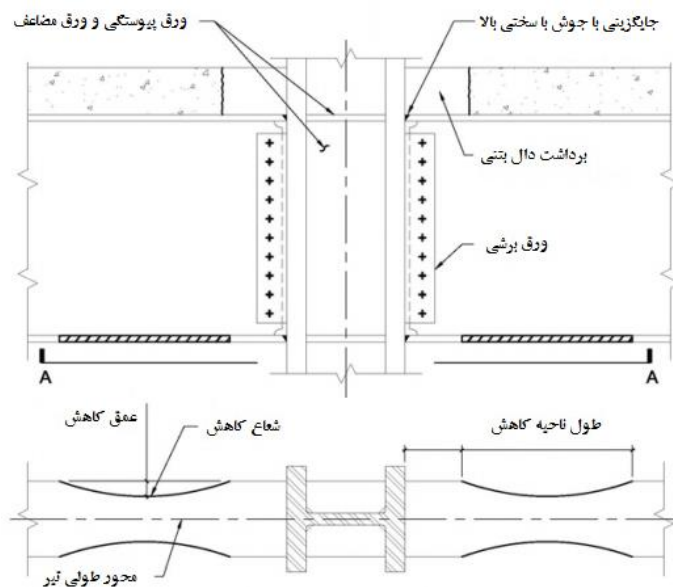 ورق پیوستگی و ورق مضاعف
جایگزینی با جوش با سختی بالا
برداشت دال بتنی
ورق برشی
A
A
عمق کاهش
شعاع کاهش
طول ناحیه کاهش
محور طولی تیر